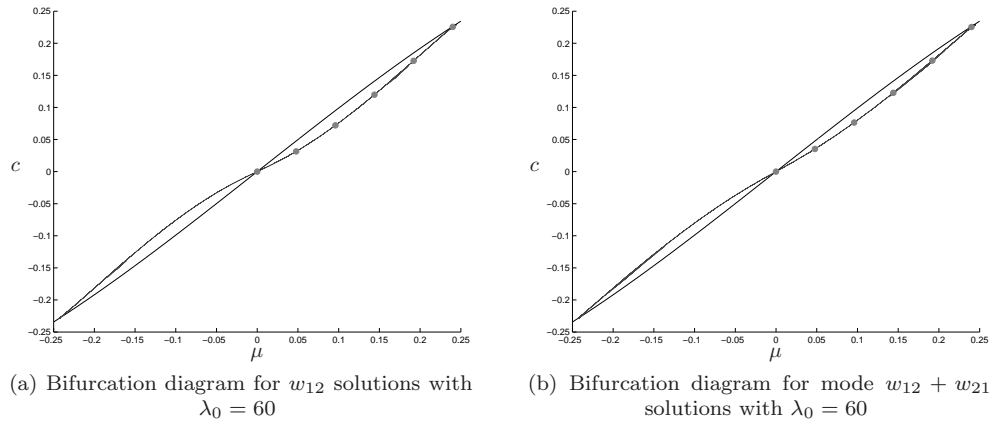 0.25
0.2
0.15
0.1
0.05
0
−0.05
−0.1
−0.15
−0.2
−0.25
c
−0.25 −0.2 −0.15 −0.1 −0.05 0 0.05 0.1 0.15 0.2 0.25
μ
(a) Bifurcation diagram for w₁₂ solutions with
λ₀ = 60
0.25
0.2
0.15
0.1
0.05
0
−0.05
−0.1
−0.15
−0.2
−0.25
c
−0.25 −0.2 −0.15 −0.1 −0.05 0 0.05 0.1 0.15 0.2 0.25
μ
(b) Bifurcation diagram for mode w₁₂ + w₂₁
solutions with λ₀ = 60